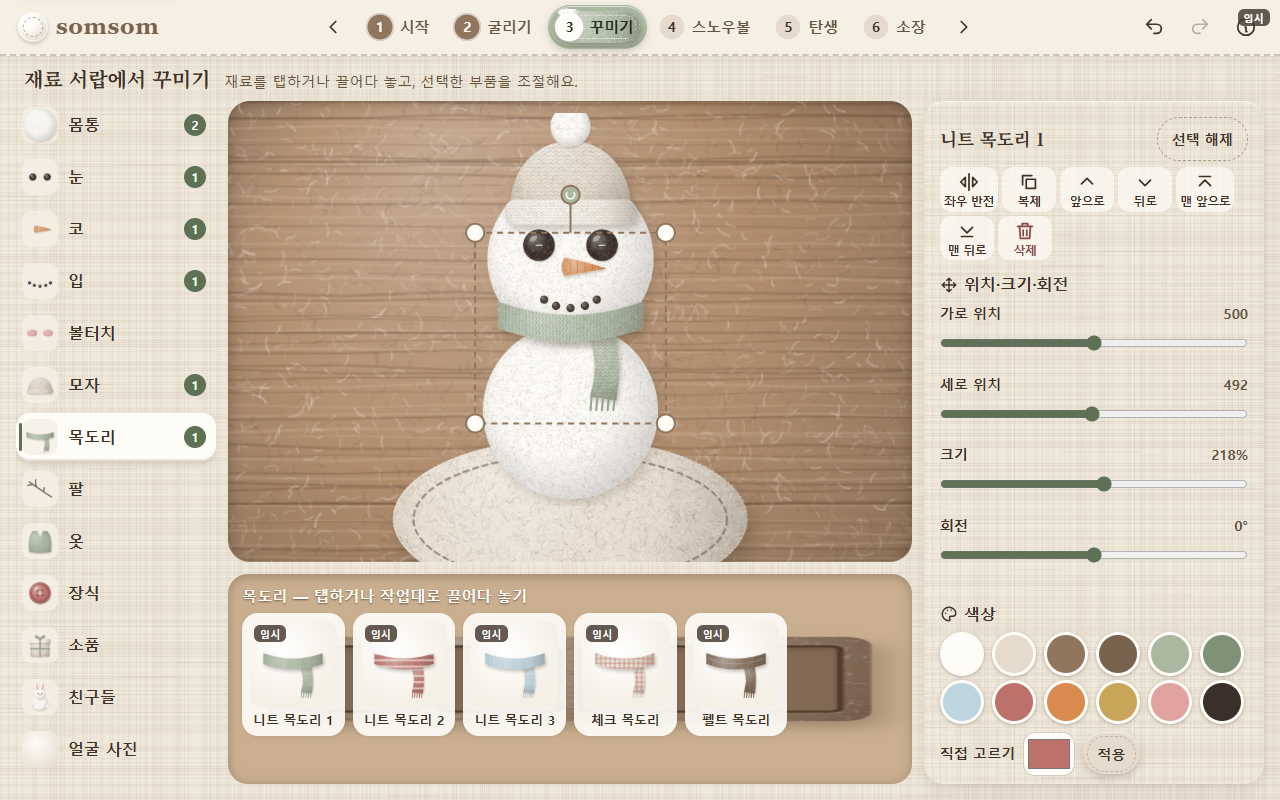 somsom
1 시작
2 굴리기
3 꾸미기
4 스노우볼
5 탄생
6 소장
임시
재료 서랍에서 꾸미기
재료를 탭하거나 끌어다 놓고, 선택한 부품을 조절해요.
몸통 2
눈 1
코 1
입 1
볼터치
모자 1
목도리 1
팔
옷
장식
소품
친구들
얼굴 사진
목도리 — 탭하거나 작업대로 끌어다 놓기
임시 임시 임시 임시 임시
니트 목도리 1 니트 목도리 2 니트 목도리 3 체크 목도리 펠트 목도리
니트 목도리 1 선택 해제
좌우 반전 복제 앞으로 뒤로 맨 앞으로
맨 뒤로 삭제
위치·크기·회전
가로 위치 500
세로 위치 492
크기 218%
회전 0°
색상
직접 고르기 적용